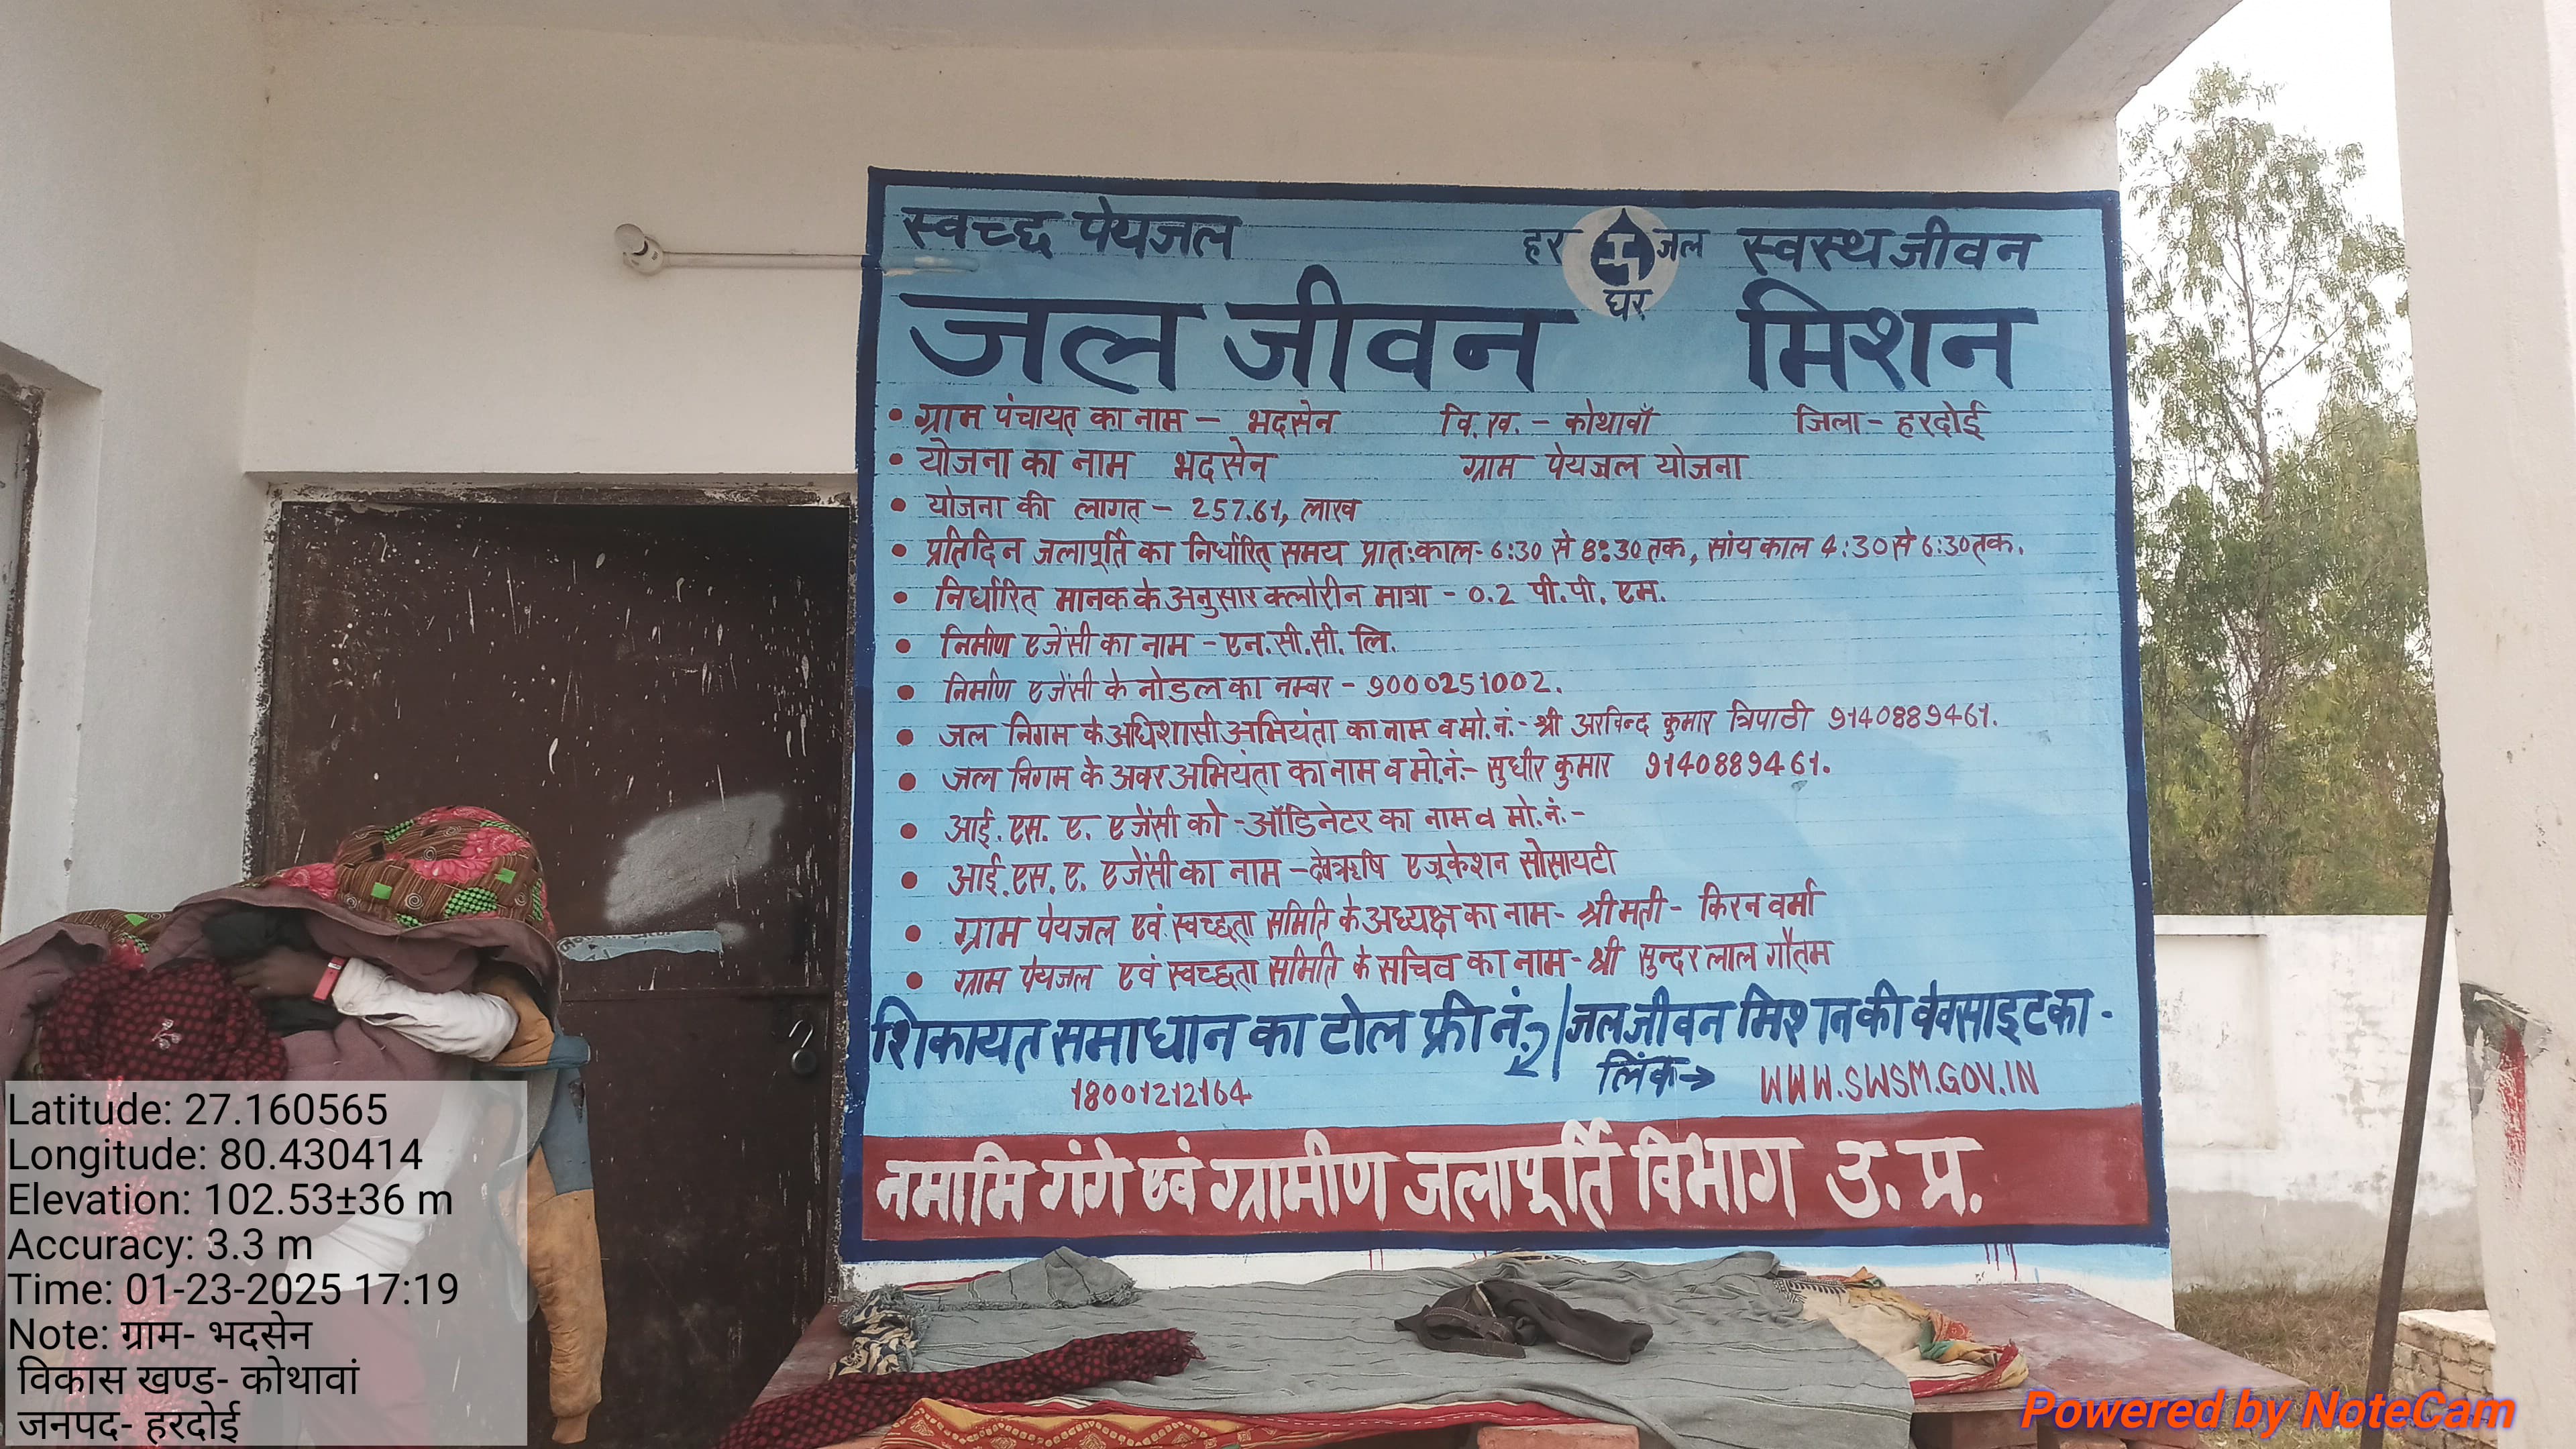 स्वच्छ पेयजल
हर घर जल
स्वस्थ जीवन
जल जीवन मिशन
• ग्राम पंचायत का नाम - भदसेन वि.ख. - कोथावाँ जिला - हरदोई
• योजना का नाम भदसेन ग्राम पेयजल योजना
• योजना की लागत - 257.61, लाख
• प्रतिदिन जलापूर्ति का निर्धारित समय प्रातःकाल- 6:30 से 8:30 तक, सांयकाल 4:30 से 6:30 तक.
• निर्धारित मानक के अनुसार क्लोरीन मात्रा - 0.2 पी.पी. एम.
• निर्माण एजेंसी का नाम - एन.सी.सी. लि.
• निर्माण एजेंसी के नोडल का नम्बर - 9000251002.
• जल निगम के अधिशासी अभियंता का नाम व मो.नं.- श्री अरविन्द कुमार त्रिपाठी 9140889461.
• जल निगम के अवर अभियंता का नाम व मो.नं.- सुधीर कुमार 9140889461.
• आई. एस. ए. एजेंसी को-ऑडिनेटर का नाम व मो.नं.-
• आई.एस. ए. एजेंसी का नाम - देवऋषि एजूकेशन सोसायटी
• ग्राम पेयजल एवं स्वच्छता समिति के अध्यक्ष का नाम- श्रीमती- किरन वर्मा
• ग्राम पेयजल एवं स्वच्छता समिति के सचिव का नाम- श्री सुन्दर लाल गौतम
शिकायत समाधान का टोल फ्री नं. / जल जीवन मिशन की वेवसाइट का -
18001212164 लिंक→ WWW.SWSM.GOV.IN
नमामि गंगे एवं ग्रामीण जलापूर्ति विभाग उ. प्र.
Latitude: 27.160565
Longitude: 80.430414
Elevation: 102.53±36 m
Accuracy: 3.3 m
Time: 01-23-2025 17:19
Note: ग्राम- भदसेन
विकास खण्ड- कोथावां
जनपद- हरदोई
Powered by NoteCam